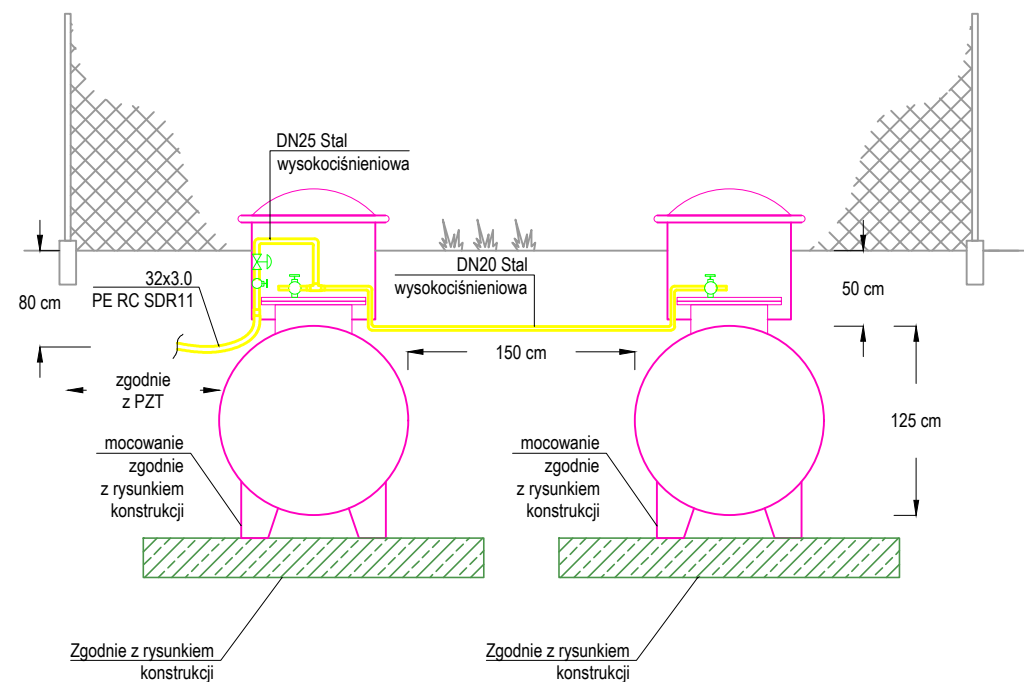 DN25 Stal
wysokociśnieniowa
DN20 Stal
wysokociśnieniowa
32x3.0
PE RC SDR11
80 cm
50 cm
150 cm
zgodnie
z PZT
125 cm
mocowanie
zgodnie
z rysunkiem
konstrukcji
mocowanie
zgodnie
z rysunkiem
konstrukcji
Zgodnie z rysunkiem
konstrukcji
Zgodnie z rysunkiem
konstrukcji